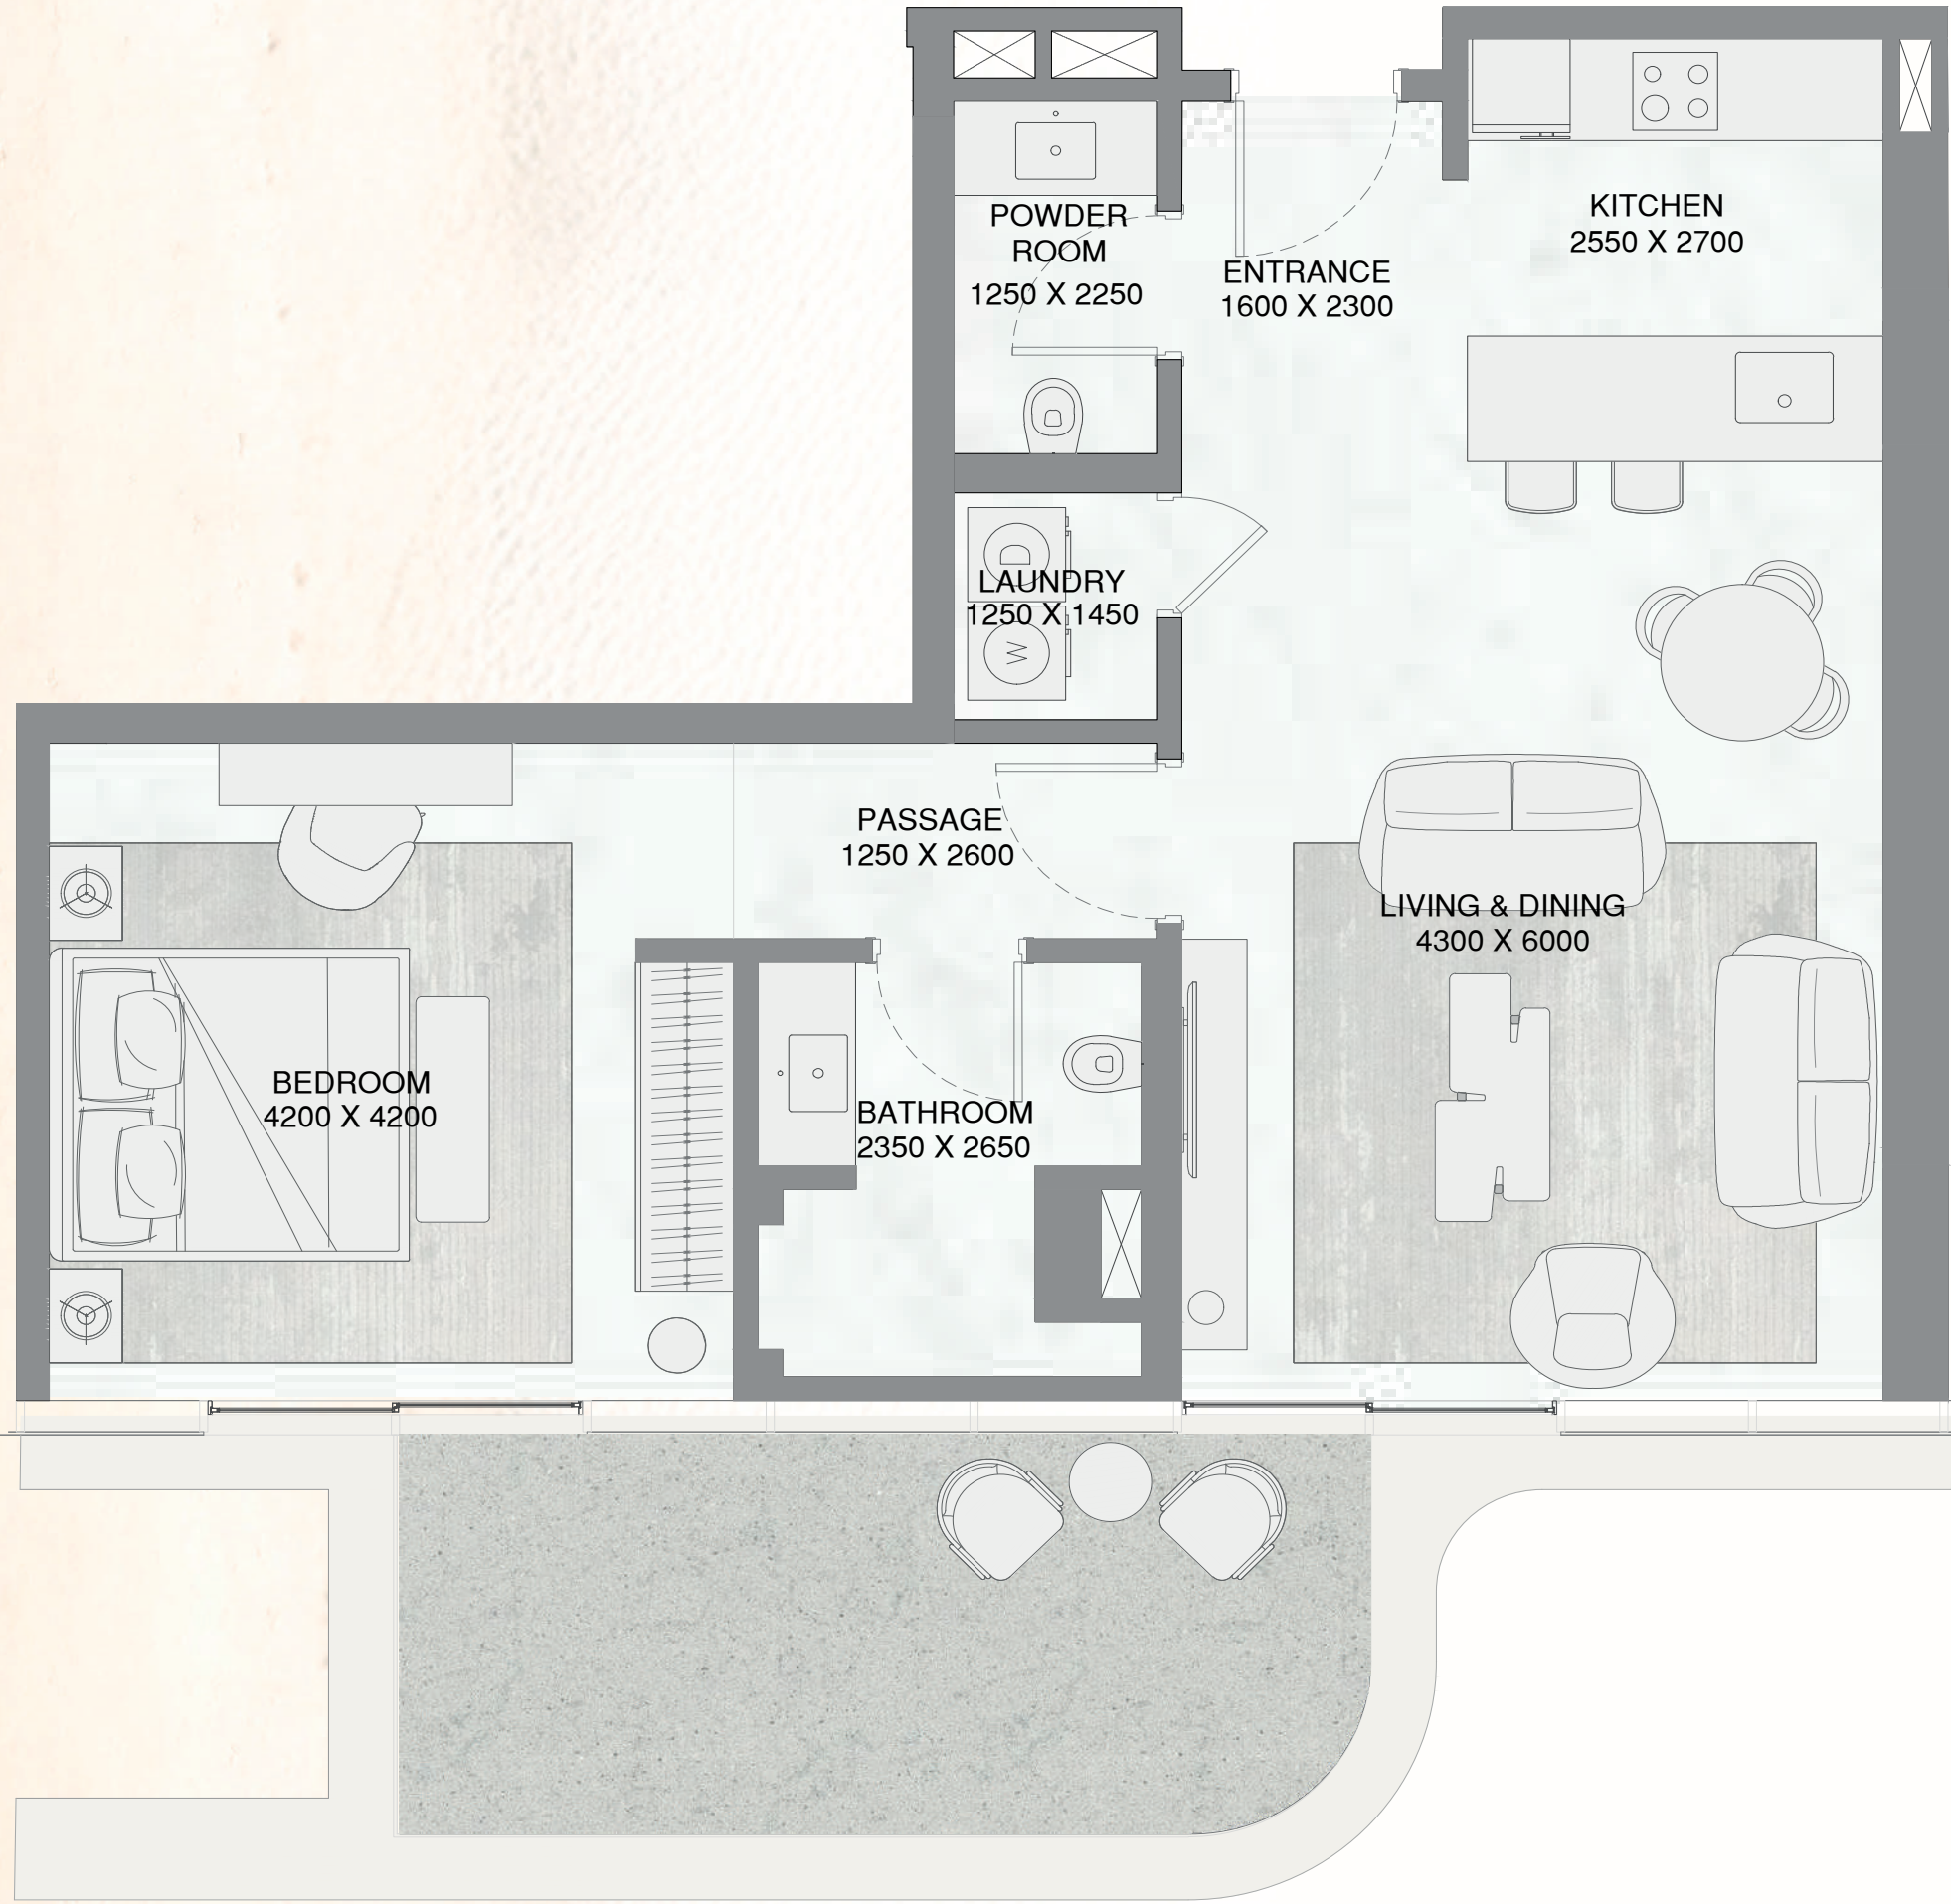 POWDER
ROOM
1250 X 2250
ENTRANCE
1600 X 2300
KITCHEN
2550 X 2700
D
LAUNDRY
1250 X 1450
W
PASSAGE
1250 X 2600
LIVING & DINING
4300 X 6000
BEDROOM
4200 X 4200
BATHROOM
2350 X 2650